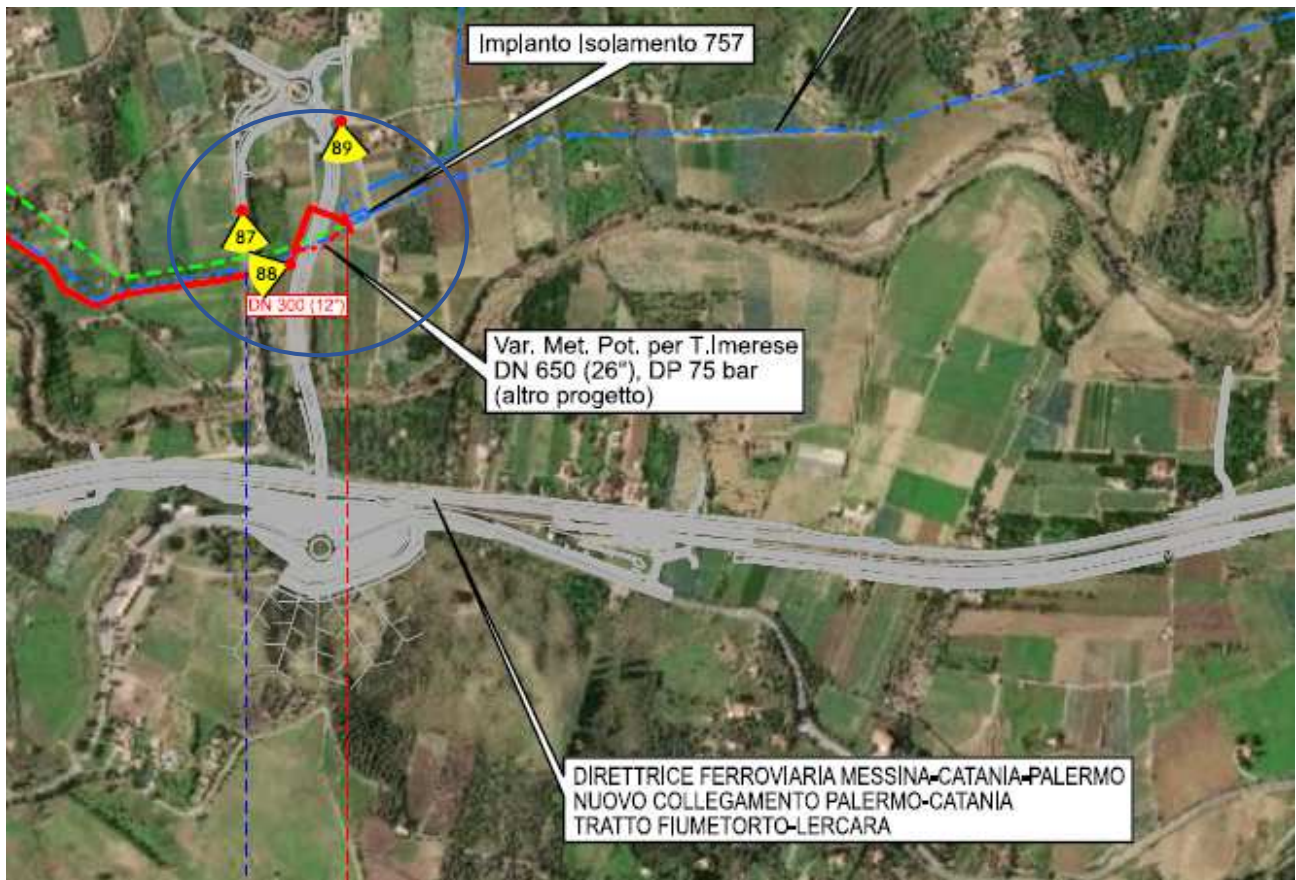 Impianto Isolamento 757
89
87
88
DN 300 (12")
Var. Met. Pot. per T.Imerese
DN 650 (26"), DP 75 bar
(altro progetto)
DIRETTRICE FERROVIARIA MESSINA-CATANIA-PALERMO
NUOVO COLLEGAMENTO PALERMO-CATANIA
TRATTO FIUMETORTO-LERCARA